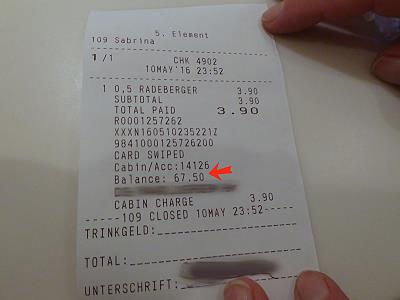 5. Element
109 Sabrina
1/1 CHK 4902
10MAY'16 23:52
1 0,5 RADEBERGER 3.90
SUBTOTAL 3.90
TOTAL PAID 3.90
R0001257262
XXXN160510235221Z
9841000125726200
CARD SWIPED
Cabin/Acc:14126
Balance: 67.50
CABIN CHARGE 3.90
-----109 CLOSED 10MAY 23:52-----
TRINKGELD:
TOTAL:
UNTERSCHRIFT: